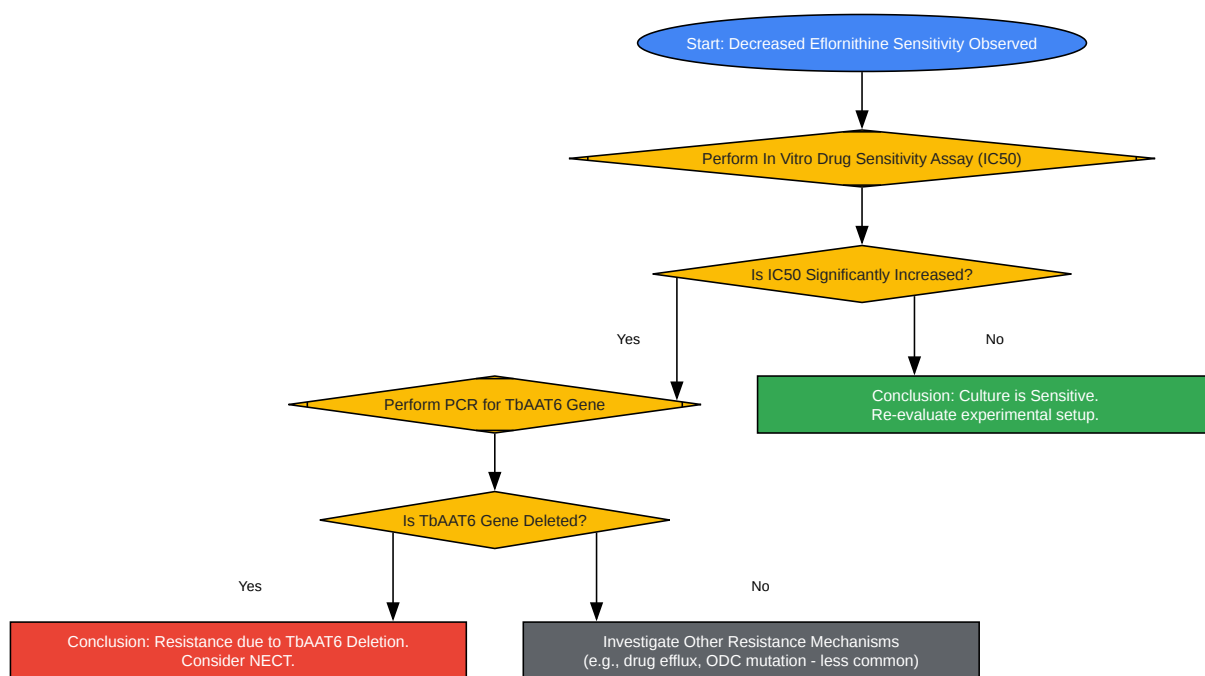 Start: Decreased Eflornithine Sensitivity Observed
Perform In Vitro Drug Sensitivity Assay (IC50)
Is IC50 Significantly Increased?
Yes
No
Perform PCR for TbAAT6 Gene
Conclusion: Culture is Sensitive.
Re-evaluate experimental setup.
Is TbAAT6 Gene Deleted?
Yes
No
Conclusion: Resistance due to TbAAT6 Deletion.
Consider NECT.
Investigate Other Resistance Mechanisms
(e.g., drug efflux, ODC mutation - less common)